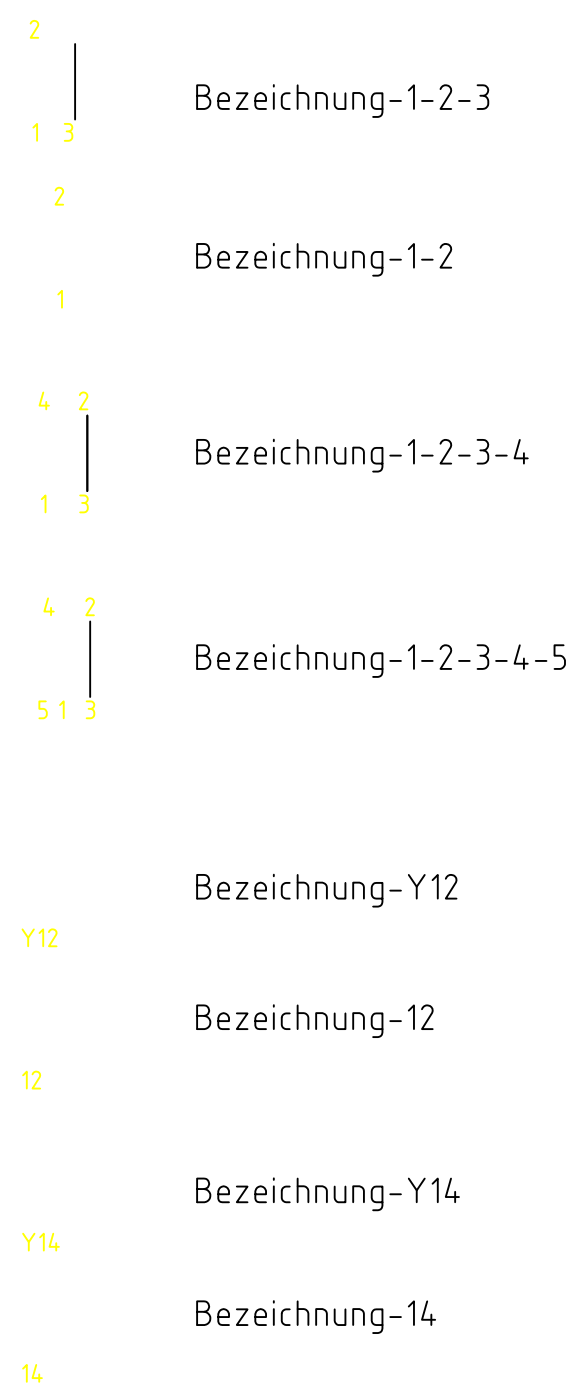 2
Bezeichnung-1-2-3
1 3
2
Bezeichnung-1-2
1
4 2
Bezeichnung-1-2-3-4
1 3
4 2
Bezeichnung-1-2-3-4-5
5 1 3
Bezeichnung-Y12
Y12
Bezeichnung-12
12
Bezeichnung-Y14
Y14
Bezeichnung-14
14